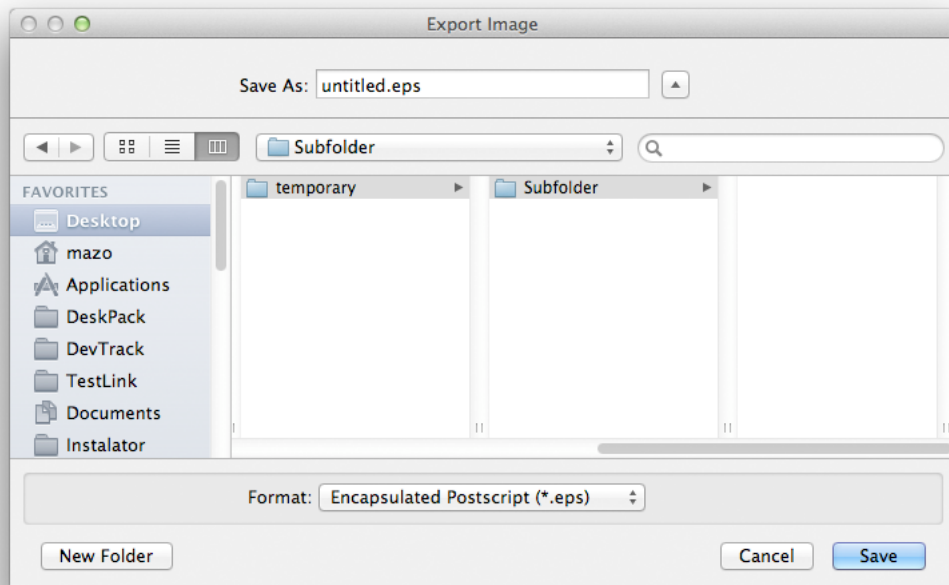 Export Image
Save As: untitled.eps
Subfolder
FAVORITES
Desktop
mazo
Applications
DeskPack
DevTrack
TestLink
Documents
Instalator
temporary
Subfolder
Format: Encapsulated Postscript (*.eps)
New Folder
Cancel
Save